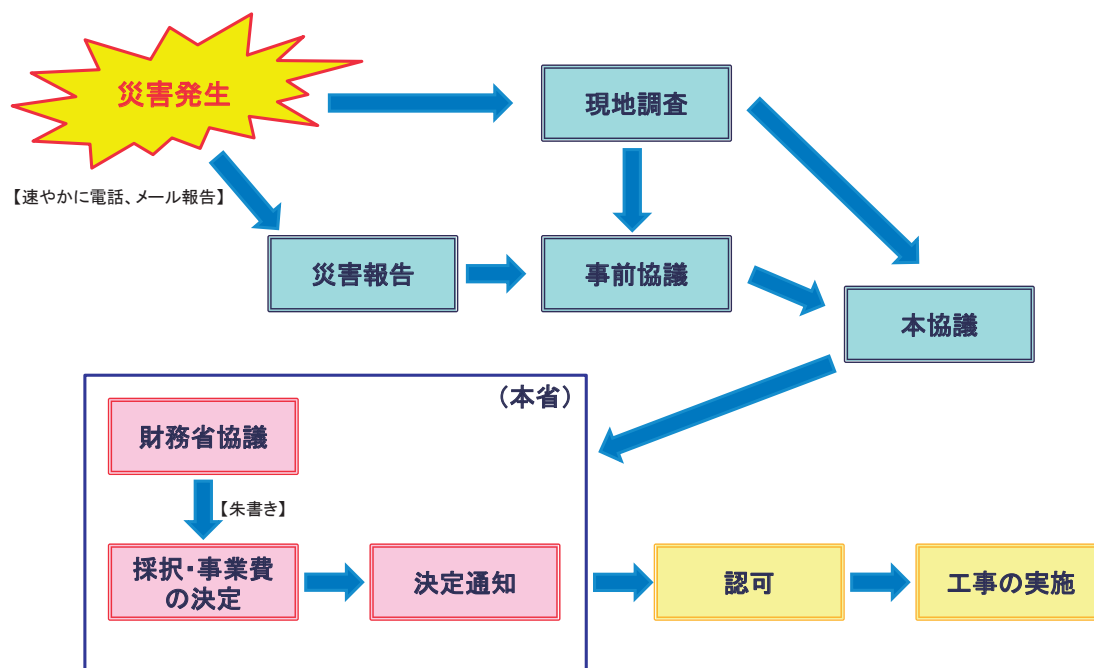 災害発生
現地調査
【速やかに電話、メール報告】
災害報告
事前協議
本協議
（本省）
財務省協議
【朱書き】
採択・事業費
の決定
決定通知
認可
工事の実施